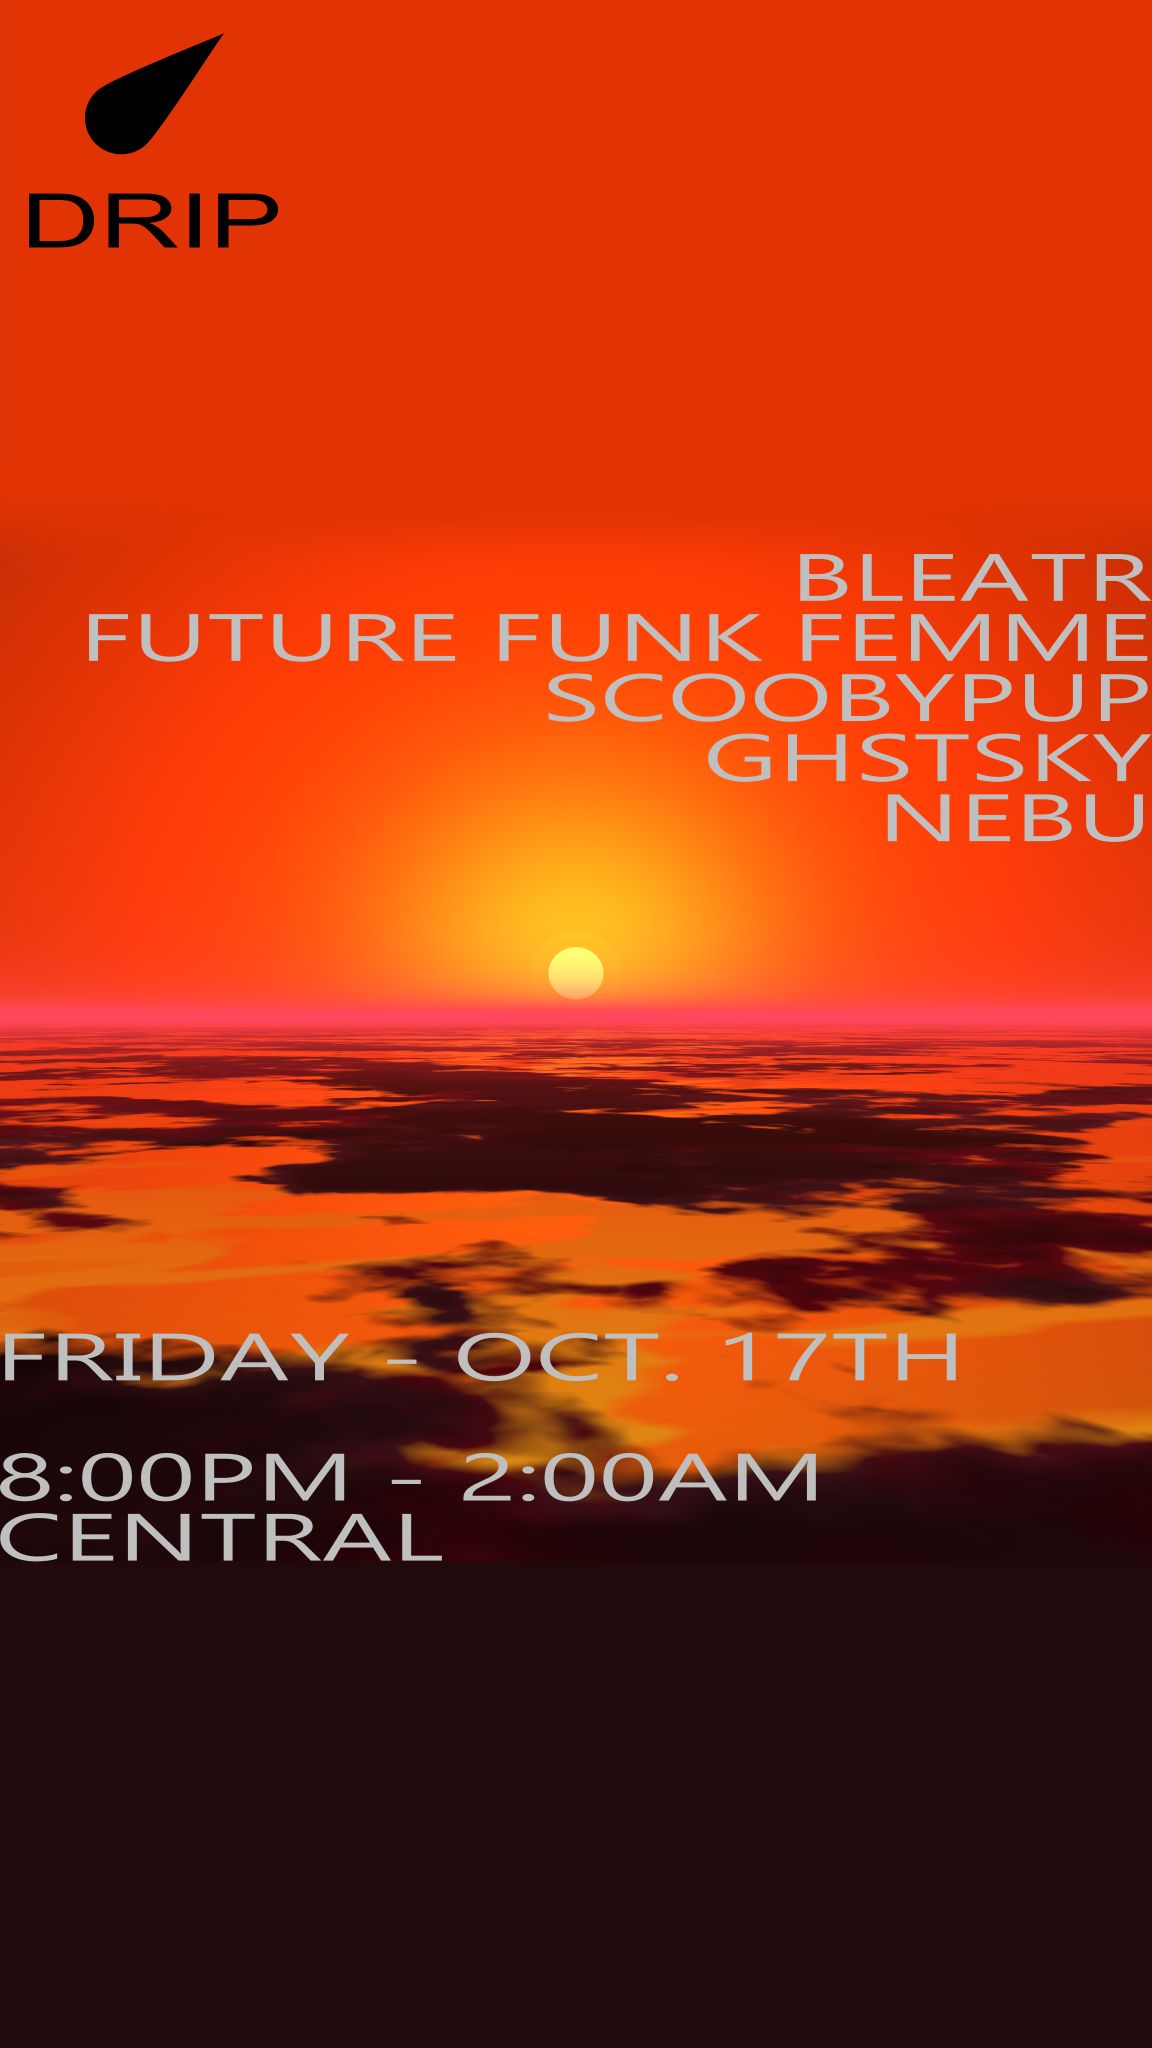 DRIP
BLEATR
FUTURE FUNK FEMME
SCOOBYPUP
GHSTSKY
NEBU
FRIDAY - OCT. 17TH
8:00PM - 2:00AM
CENTRAL